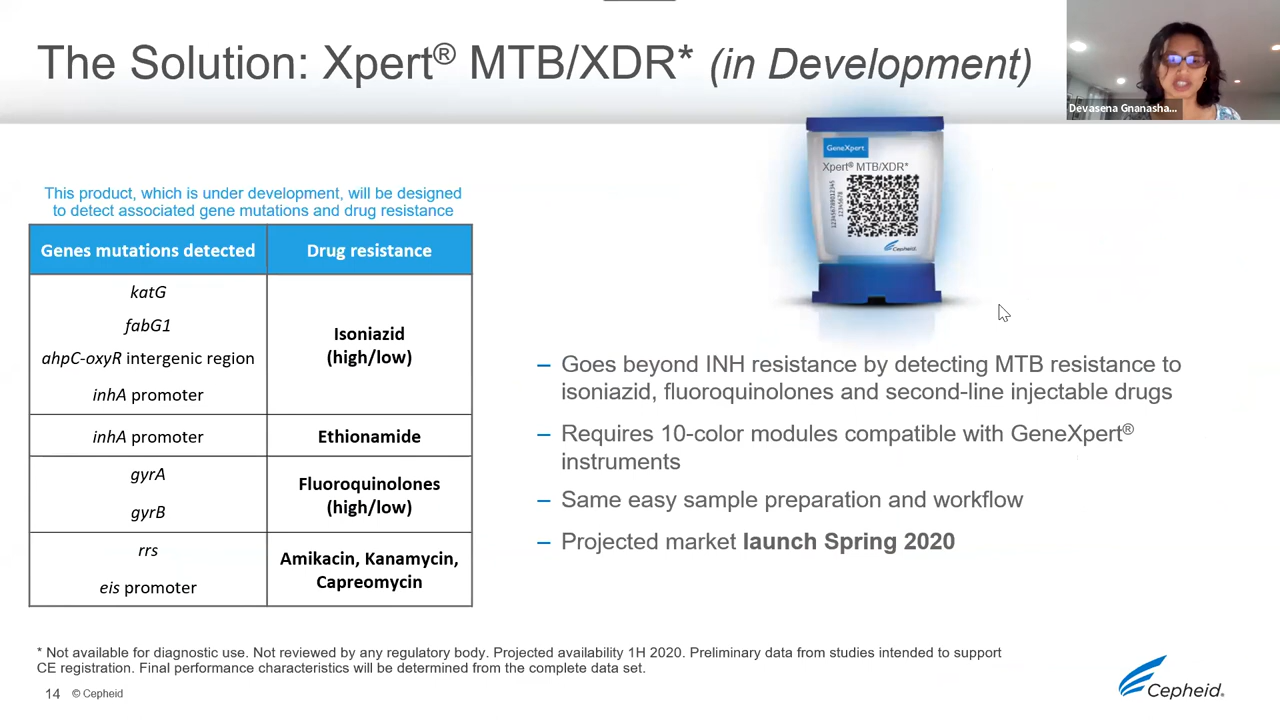 The Solution: Xpert® MTB/XDR* (in Development)
Devasena Gnanasha...
This product, which is under development, will be designed
to detect associated gene mutations and drug resistance
Genes mutations detected
Drug resistance
katG
fabG1
ahpC-oxyR intergenic region
inhA promoter
Isoniazid
(high/low)
inhA promoter
Ethionamide
gyrA
gyrB
Fluoroquinolones
(high/low)
rrs
eis promoter
Amikacin, Kanamycin,
Capreomycin
GeneXpert
Xpert® MTB/XDR*
Cepheid.
– Goes beyond INH resistance by detecting MTB resistance to
isoniazid, fluoroquinolones and second-line injectable drugs
– Requires 10-color modules compatible with GeneXpert®
instruments
– Same easy sample preparation and workflow
– Projected market launch Spring 2020
* Not available for diagnostic use. Not reviewed by any regulatory body. Projected availability 1H 2020. Preliminary data from studies intended to support
CE registration. Final performance characteristics will be determined from the complete data set.
14 © Cepheid
Cepheid.